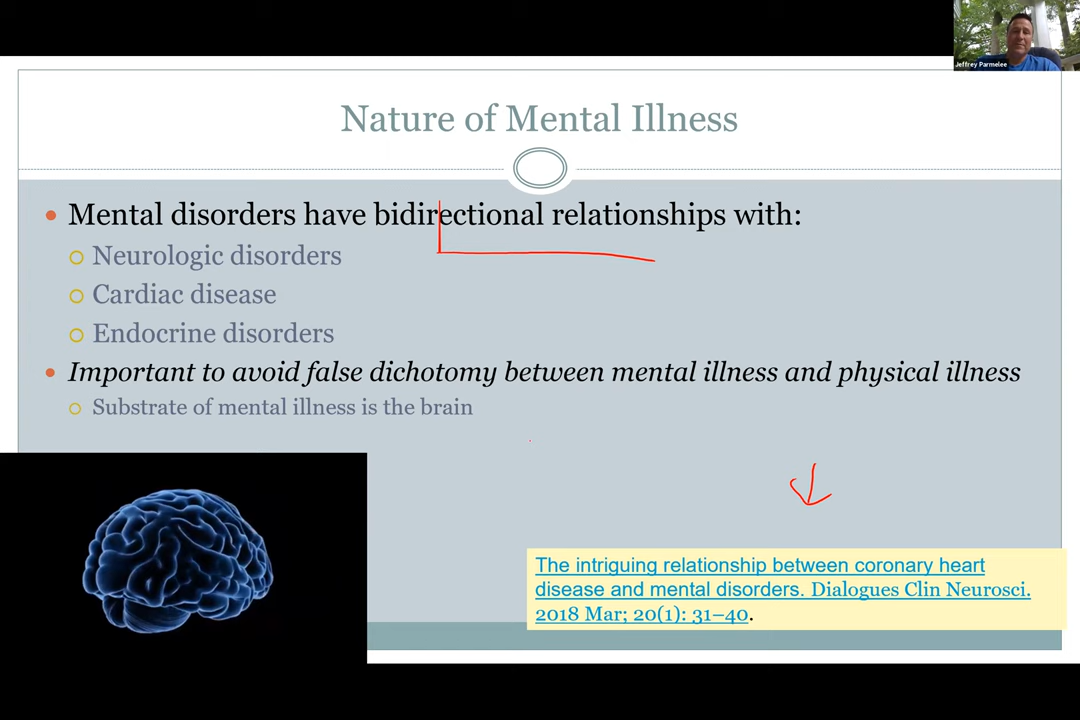 Jeffrey Parmelee
Nature of Mental Illness
Mental disorders have bidirectional relationships with:
Neurologic disorders
Cardiac disease
Endocrine disorders
Important to avoid false dichotomy between mental illness and physical illness
Substrate of mental illness is the brain
The intriguing relationship between coronary heart
disease and mental disorders. Dialogues Clin Neurosci.
2018 Mar; 20(1): 31–40.